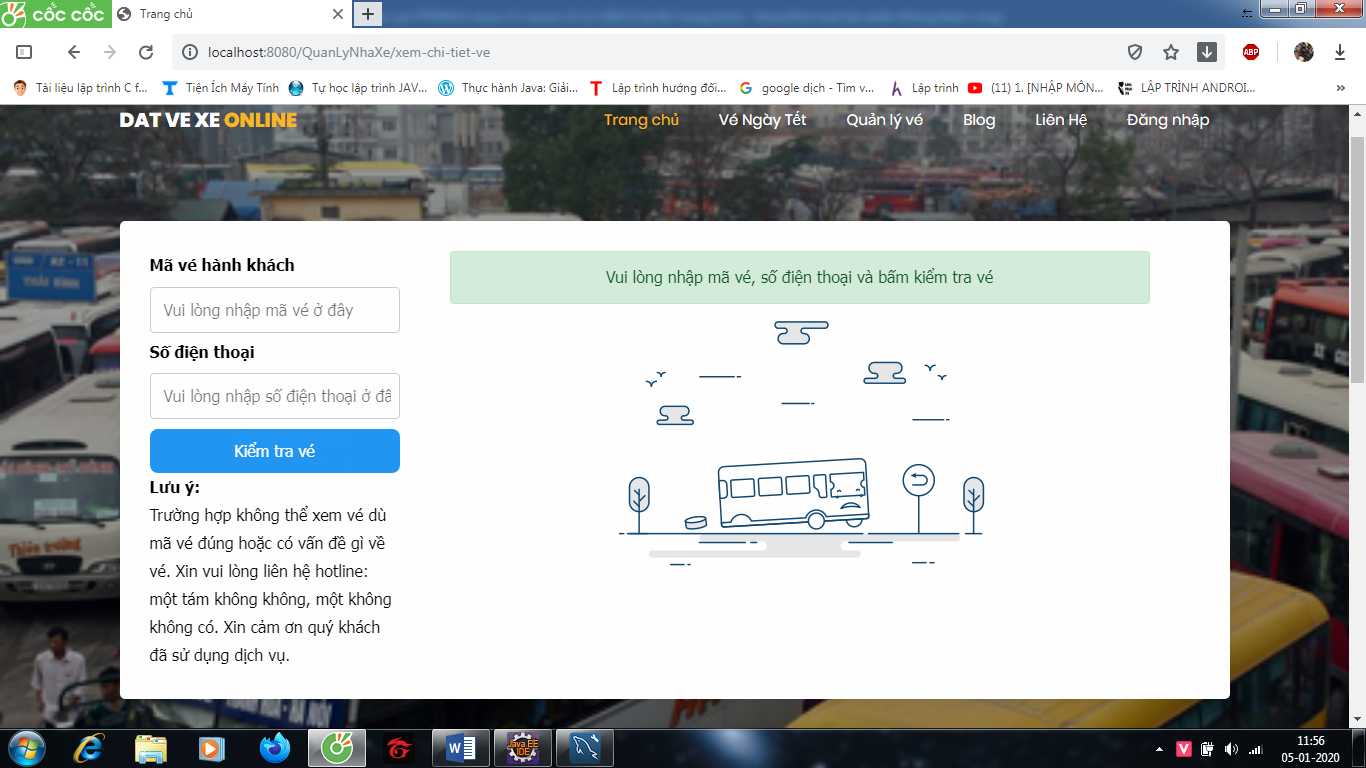 cốc cốc
Trang chủ
localhost:8080/QuanLyNhaXe/xem-chi-tiet-ve
ABP
Tài liệu lập trình C f...
Tiện Ích Máy Tính
Tự học lập trình JAV...
Thực hành Java: Giải...
Lập trình hướng đối...
google dịch - Tìm v...
Lập trình
(11) 1. [NHẬP MÔN...
LẬP TRÌNH ANDROI...
DAT VE XE ONLINE
Trang chủ
Vé Ngày Tết
Quản lý vé
Blog
Liên Hệ
Đăng nhập
Mã vé hành khách
Vui lòng nhập mã vé ở đây
Số điện thoại
Vui lòng nhập số điện thoại ở đâ
Kiểm tra vé
Lưu ý:
Trường hợp không thể xem vé dù
mã vé đúng hoặc có vấn đề gì về
vé. Xin vui lòng liên hệ hotline:
một tám không không, một không
không có. Xin cảm ơn quý khách
đã sử dụng dịch vụ.
Vui lòng nhập mã vé, số điện thoại và bấm kiểm tra vé
THÁI BÌNH
Java EE
IDE
11:56
05-01-2020